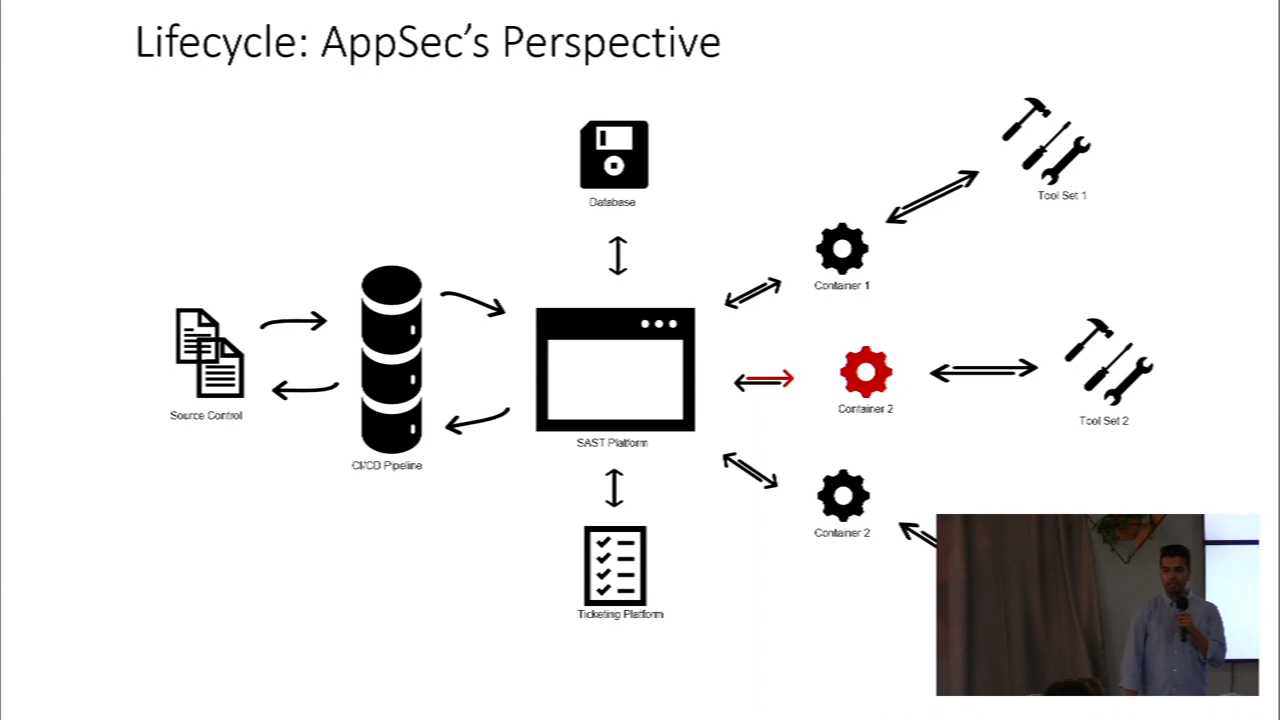 Lifecycle: AppSec's Perspective
Database
Tool Set 1
Container 1
Source Control
CI/CD Pipeline
SAST Platform
Container 2
Tool Set 2
Container 2
Ticketing Platform